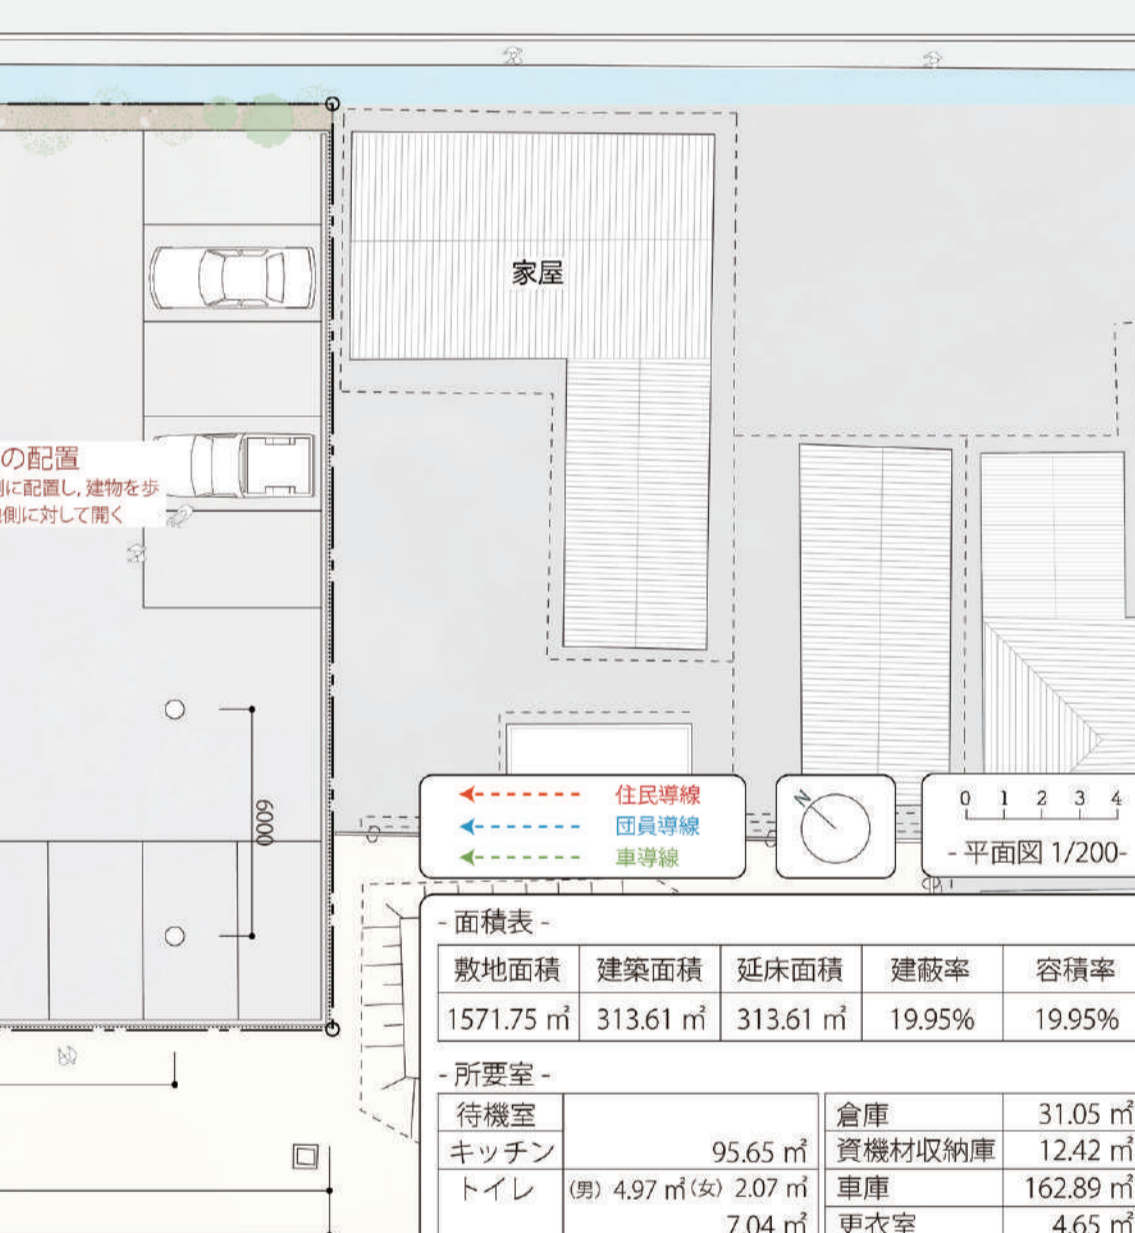 家屋
の配置
側に配置し, 建物を歩
側に対して開く
6000
住民導線
団員導線
車導線
N
0 1 2 3 4
- 平面図 1/200-
- 面積表 -
敷地面積 建築面積 延床面積 建蔽率 容積率
1571.75 ㎡ 313.61 ㎡ 313.61 ㎡ 19.95% 19.95%
- 所要室 -
待機室 倉庫 31.05 ㎡
キッチン 95.65 ㎡ 資機材収納庫 12.42 ㎡
トイレ (男) 4.97 ㎡ (女) 2.07 ㎡ 車庫 162.89 ㎡
7.04 ㎡ 更衣室 4.65 ㎡